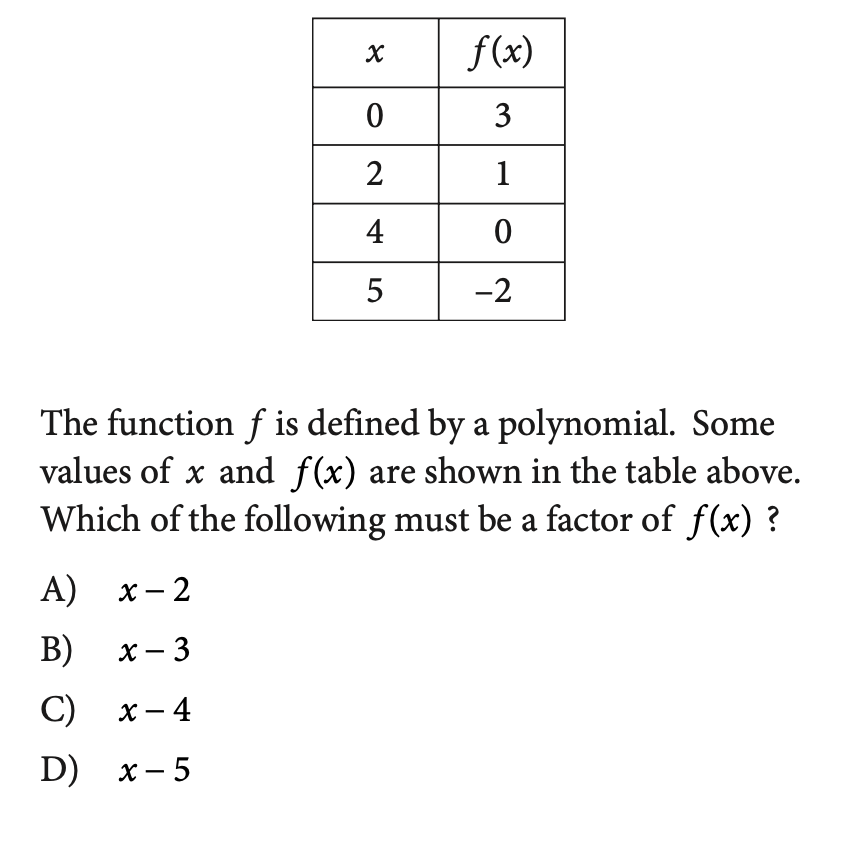 x f(x)
0 3
2 1
4 0
5 –2
The function f is defined by a polynomial. Some
values of x and f(x) are shown in the table above.
Which of the following must be a factor of f(x) ?
A) x – 2
B) x – 3
C) x – 4
D) x – 5